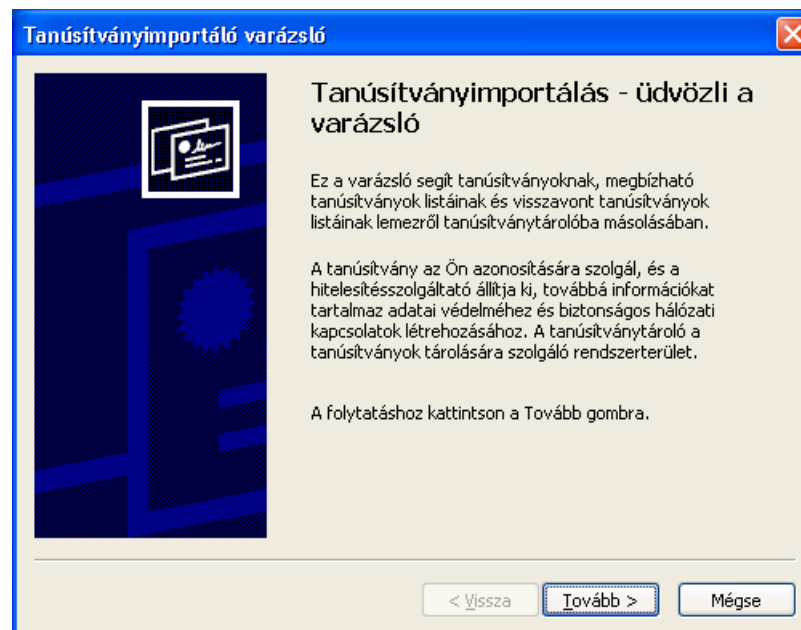 Tanúsítványimportáló varázsló
Tanúsítványimportálás - üdvözli a
varázsló
Ez a varázsló segít tanúsítványoknak, megbízható
tanúsítványok listáinak és visszavont tanúsítványok
listáinak lemezről tanúsítványtárolóba másolásában.
A tanúsítvány az Ön azonosítására szolgál, és a
hitelesítésszolgáltató állítja ki, továbbá információkat
tartalmaz adatai védelméhez és biztonságos hálózati
kapcsolatok létrehozásához. A tanúsítványtároló a
tanúsítványok tárolására szolgáló rendszerterület.
A folytatáshoz kattintson a Tovább gombra.
< Vissza
Tovább >
Mégse